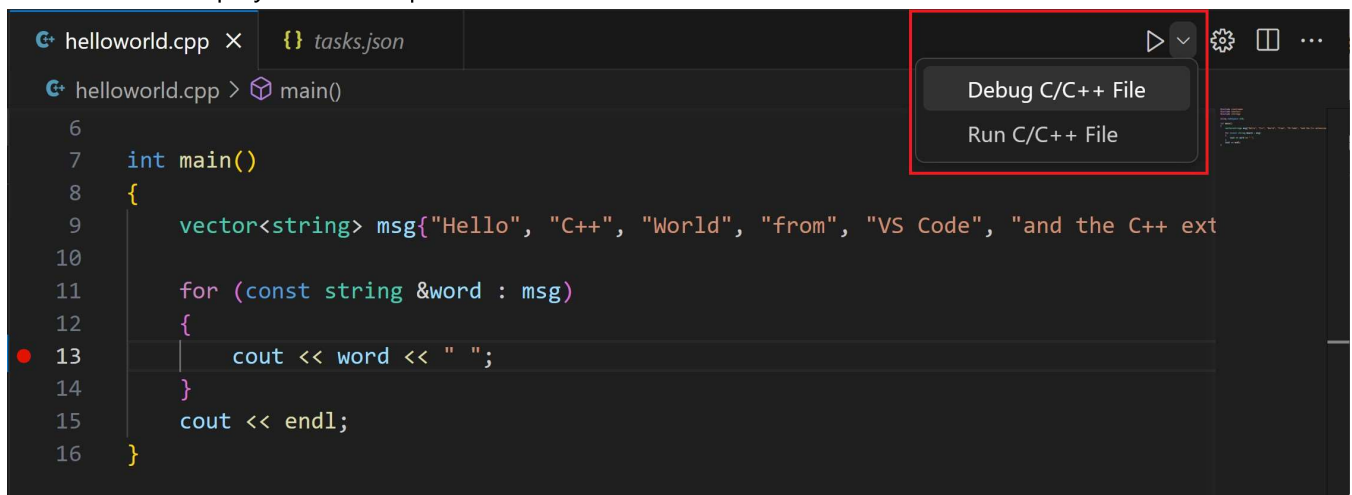 helloworld.cpp
{} tasks.json
helloworld.cpp > main()
Debug C/C++ File
Run C/C++ File
6
7 int main()
8 {
9 vector<string> msg{"Hello", "C++", "World", "from", "VS Code", "and the C++ ext
10
11 for (const string &word : msg)
12 {
13 cout << word << " ";
14 }
15 cout << endl;
16 }